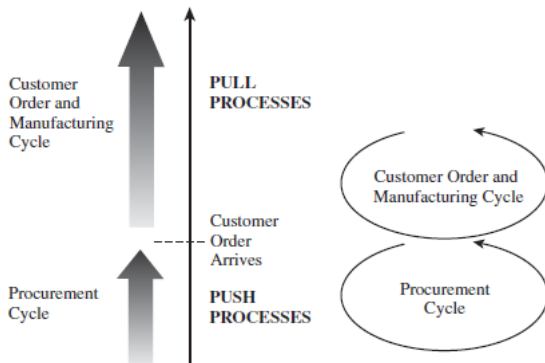 Customer
Order and
Manufacturing
Cycle
PULL
PROCESSES
Customer Order and
Manufacturing Cycle
Customer
Order
Arrives
Procurement
Cycle
PUSH
PROCESSES
Procurement
Cycle